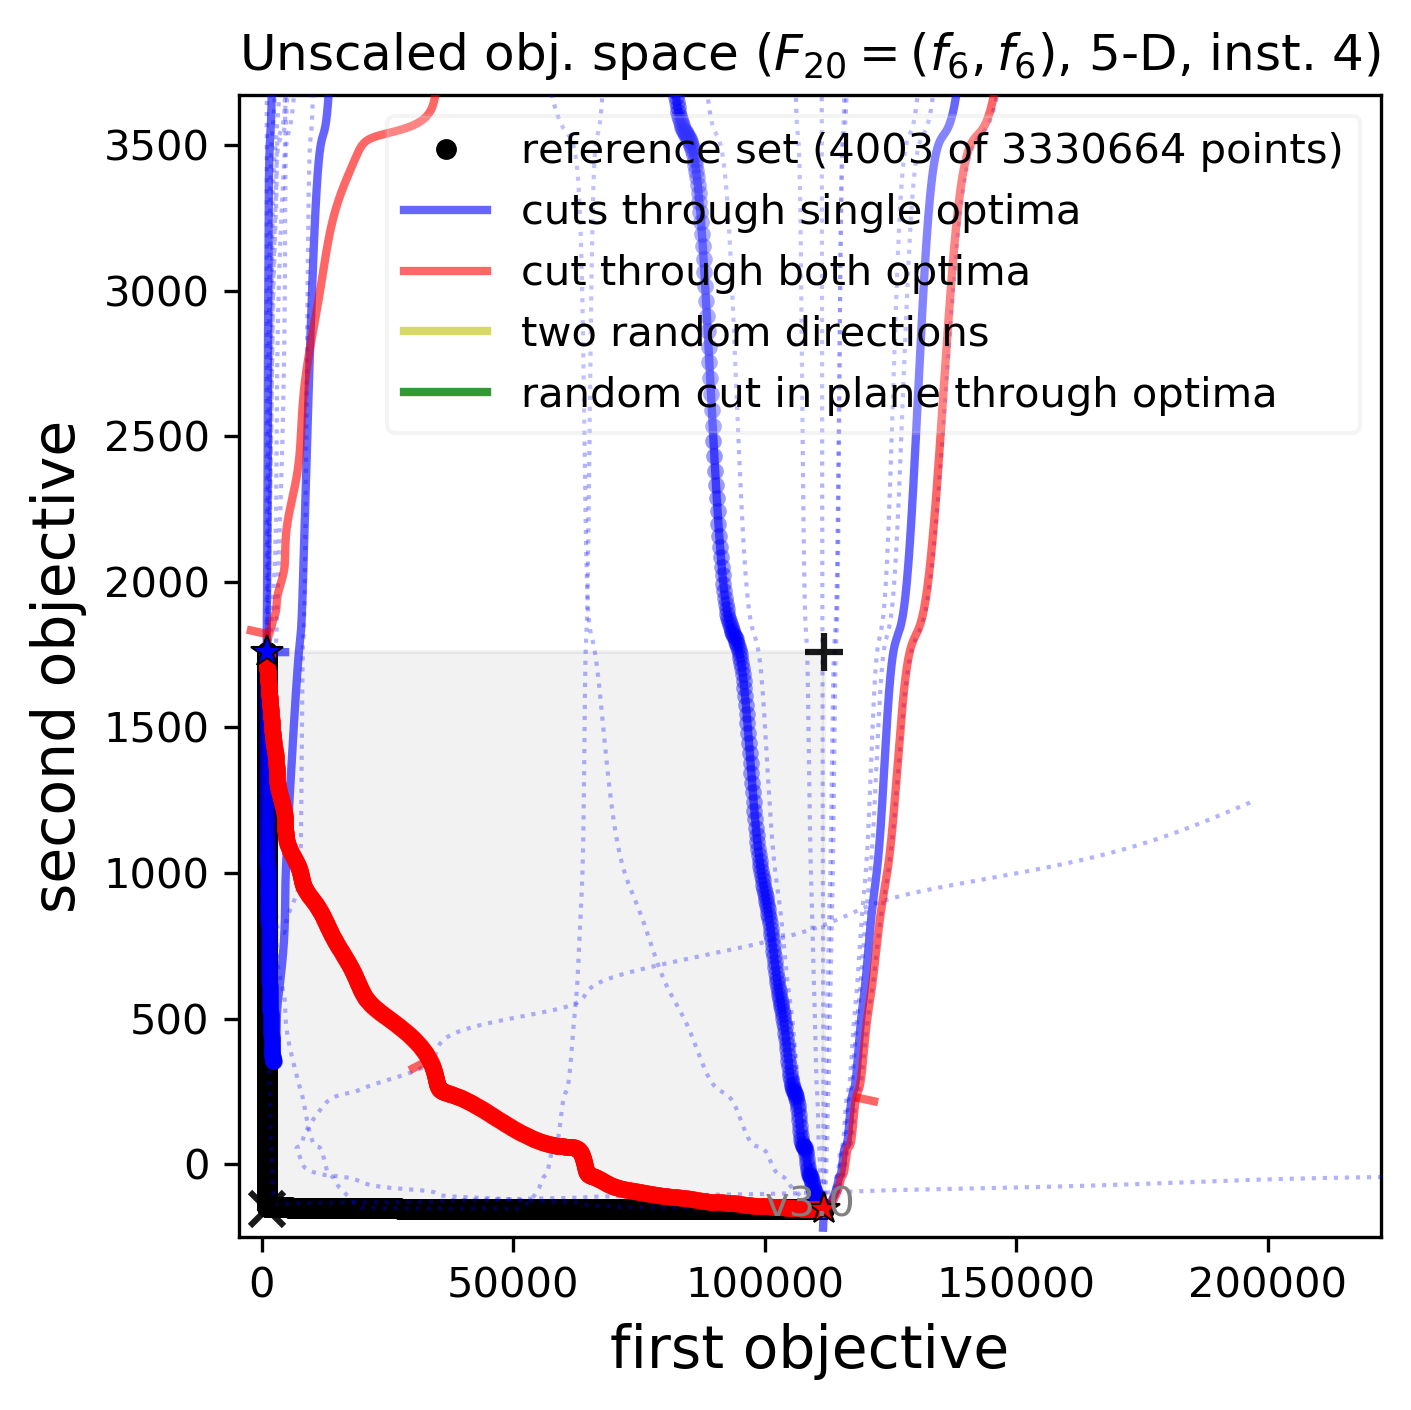 Unscaled obj. space (F₂₀ = (f₆, f₆), 5-D, inst. 4)
reference set (4003 of 3330664 points)
cuts through single optima
cut through both optima
two random directions
random cut in plane through optima
second objective
3500
3000
2500
2000
1500
1000
500
0
v3.0
0 50000 100000 150000 200000
first objective